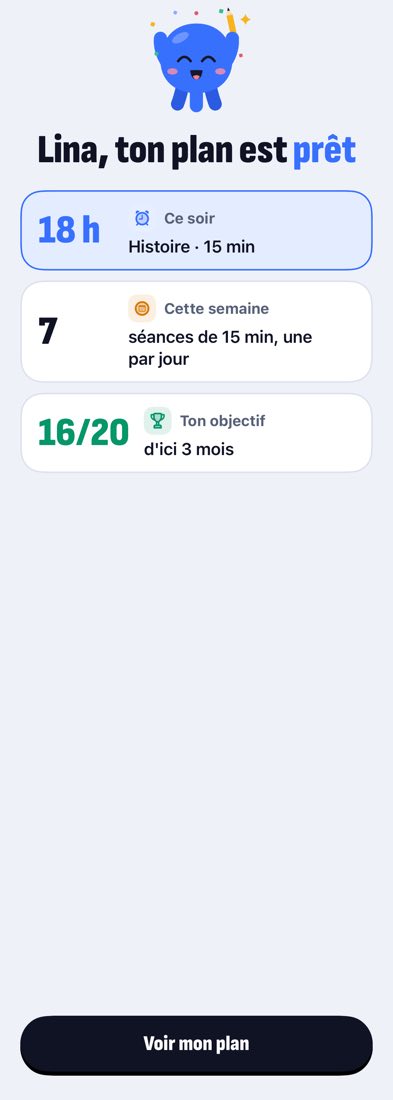 Lina, ton plan est prêt
18 h
Ce soir
Histoire · 15 min
7
Cette semaine
séances de 15 min, une
par jour
16/20
Ton objectif
d'ici 3 mois
Voir mon plan